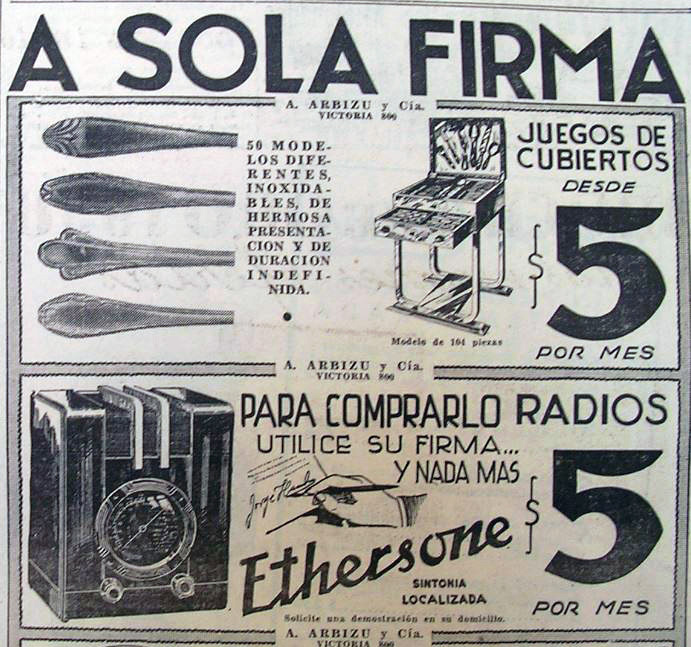 A SOLA FIRMA
A. ARBIZU y Cía.
VICTORIA 800
50 MODE-
LOS DIFE-
RENTES,
INOXIDA-
BLES, DE
HERMOSA
PRESENTA-
CION Y DE
DURACION
INDEFI-
NIDA.
Modelo de 104 piezas
JUEGOS DE
CUBIERTOS
DESDE
$ 5
POR MES
A. ARBIZU y Cía.
VICTORIA 800
PARA COMPRARLO
UTILICE SU FIRMA...
Y NADA MAS
Ethersone
SINTONIA
LOCALIZADA
Solicite una demostración en su domicilio.
RADIOS
$ 5
POR MES
A. ARBIZU y Cía.
VICTORIA 800